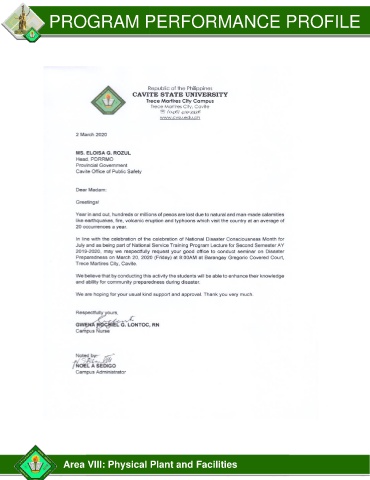 PROGRAM PERFORMANCE PROFILE
Republic of the Philippines
CAVITE STATE UNIVERSITY
Trece Martires City Campus
Trece Martires City, Cavite
www.cvsu.edu.ph
2 March 2020
MS. ELOISA G. ROZUL
Head, PDRRMO
Provincial Government
Cavite Office of Public Safety
Dear Madam:
Greetings!
Year in and out, hundreds or millions of pesos are lost due to natural and man made calamities
like earthquakes, fire, volcanic eruption and typhoons which visit the country at an average of
20 occurrences a year.
In line with the celebration of the celebration of National Disaster Consciousness Month for
July and as being part of National Service Training Program Lecture for Second Semester AY
2019-2020, may we respectfully request your good office to conduct seminar on Disaster
Preparedness on March 20, 2020 (Friday) at 8:00AM at Barangay Gregorio Covered Court,
Trece Martires City, Cavite.
We believe that by conducting this activity the students will be able to enhance their knowledge
and ability for community preparedness during disaster.
We are hoping for your usual kind support and approval. Thank you very much.
Respectfully yours,
GWENA G. LONTOC, RN
Campus Nurse
Noted by:
NOEL A SEDIGO
Campus Administrator
Area VIII: Physical Plant and Facilities